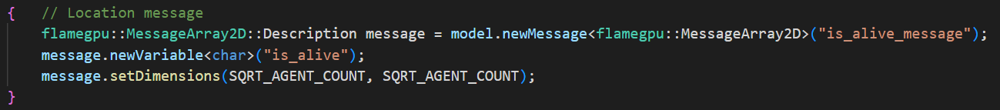 {   // Location message
    flamegpu::MessageArray2D::Description message = model.newMessage<flamegpu::MessageArray2D>("is_alive_message");
    message.newVariable<char>("is_alive");
    message.setDimensions(SQRT_AGENT_COUNT, SQRT_AGENT_COUNT);
}